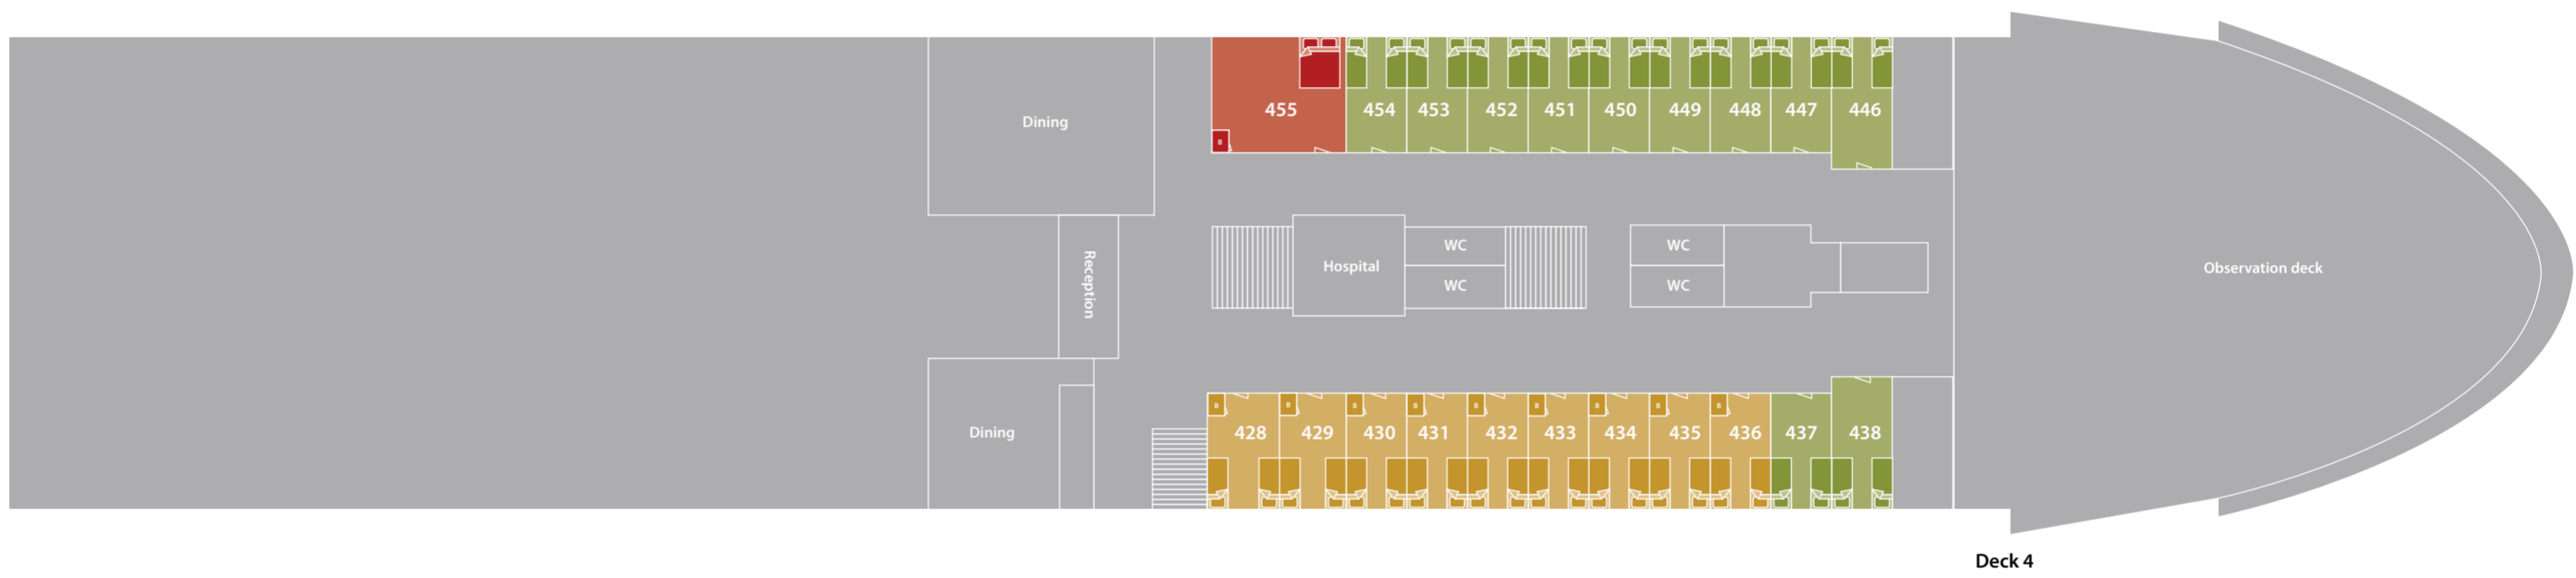 Dining
455
454
453
452
451
450
449
448
447
446
B
Reception
Hospital
WC
WC
WC
WC
Observation deck
Dining
B
B
B
B
B
B
B
B
B
428
429
430
431
432
433
434
435
436
437
438
Deck 4